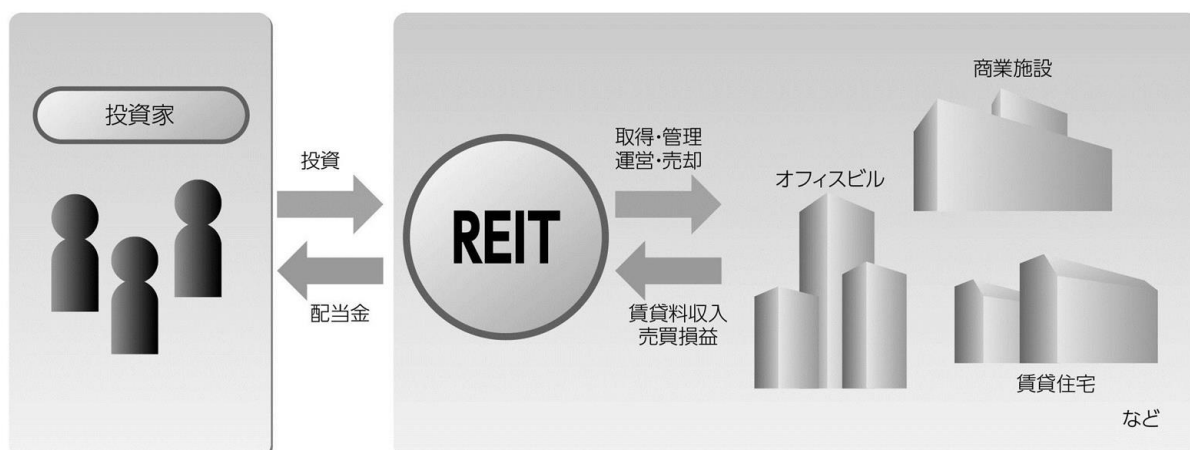 投資家
投資
配当金
REIT
取得・管理
運営・売却
賃貸料収入
売買損益
オフィスビル
商業施設
賃貸住宅
など